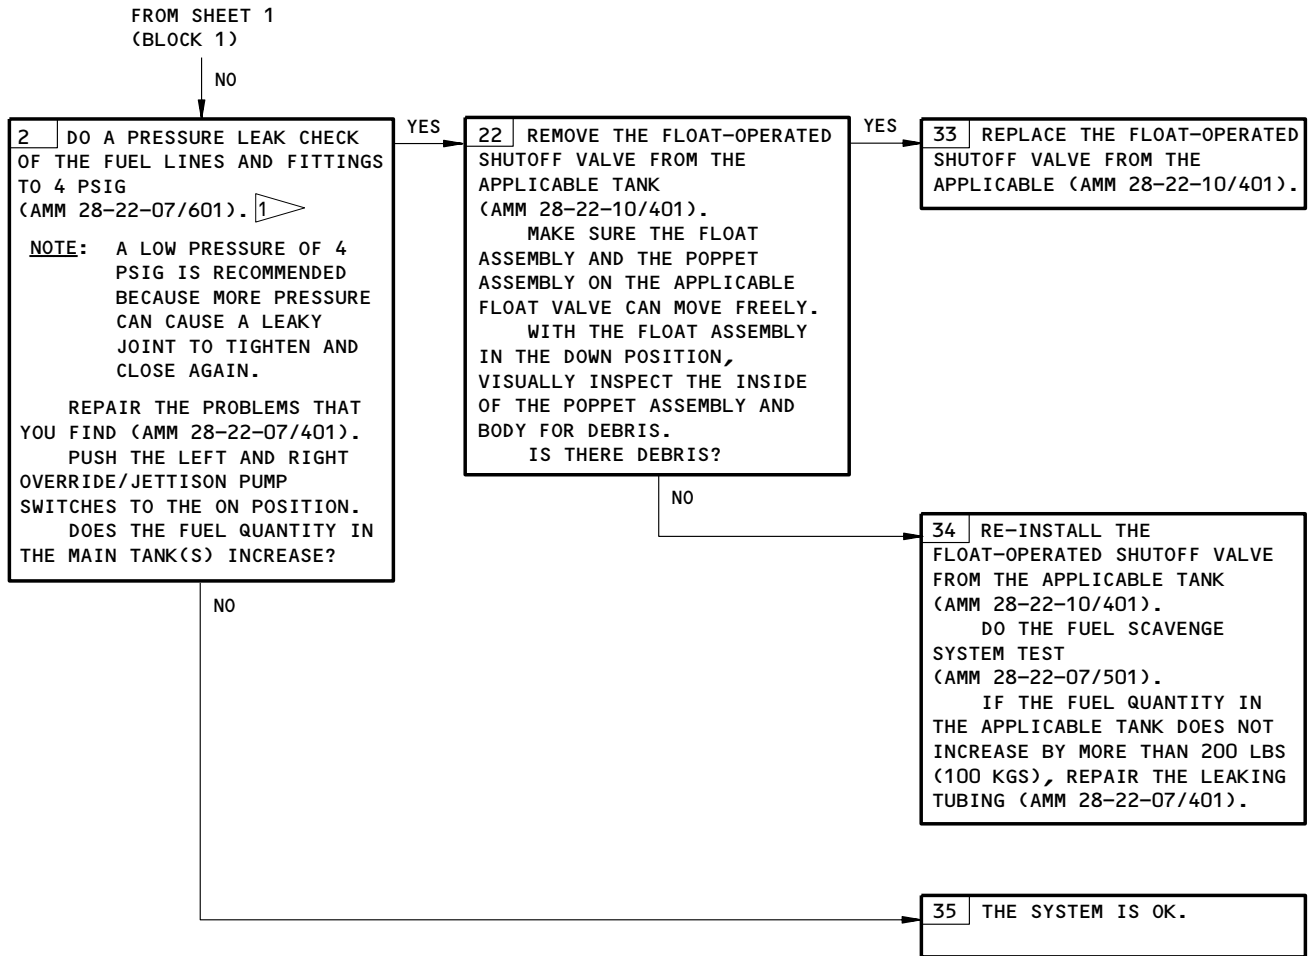 FROM SHEET 1
(BLOCK 1)
NO
2 DO A PRESSURE LEAK CHECK
OF THE FUEL LINES AND FITTINGS
TO 4 PSIG
(AMM 28-22-07/601). 1
NOTE: A LOW PRESSURE OF 4
PSIG IS RECOMMENDED
BECAUSE MORE PRESSURE
CAN CAUSE A LEAKY
JOINT TO TIGHTEN AND
CLOSE AGAIN.
REPAIR THE PROBLEMS THAT
YOU FIND (AMM 28-22-07/401).
PUSH THE LEFT AND RIGHT
OVERRIDE/JETTISON PUMP
SWITCHES TO THE ON POSITION.
DOES THE FUEL QUANTITY IN
THE MAIN TANK(S) INCREASE?
YES
22 REMOVE THE FLOAT-OPERATED
SHUTOFF VALVE FROM THE
APPLICABLE TANK
(AMM 28-22-10/401).
MAKE SURE THE FLOAT
ASSEMBLY AND THE POPPET
ASSEMBLY ON THE APPLICABLE
FLOAT VALVE CAN MOVE FREELY.
WITH THE FLOAT ASSEMBLY
IN THE DOWN POSITION,
VISUALLY INSPECT THE INSIDE
OF THE POPPET ASSEMBLY AND
BODY FOR DEBRIS.
IS THERE DEBRIS?
YES
33 REPLACE THE FLOAT-OPERATED
SHUTOFF VALVE FROM THE
APPLICABLE (AMM 28-22-10/401).
NO
34 RE-INSTALL THE
FLOAT-OPERATED SHUTOFF VALVE
FROM THE APPLICABLE TANK
(AMM 28-22-10/401).
DO THE FUEL SCAVENGE
SYSTEM TEST
(AMM 28-22-07/501).
IF THE FUEL QUANTITY IN
THE APPLICABLE TANK DOES NOT
INCREASE BY MORE THAN 200 LBS
(100 KGS), REPAIR THE LEAKING
TUBING (AMM 28-22-07/401).
NO
35 THE SYSTEM IS OK.